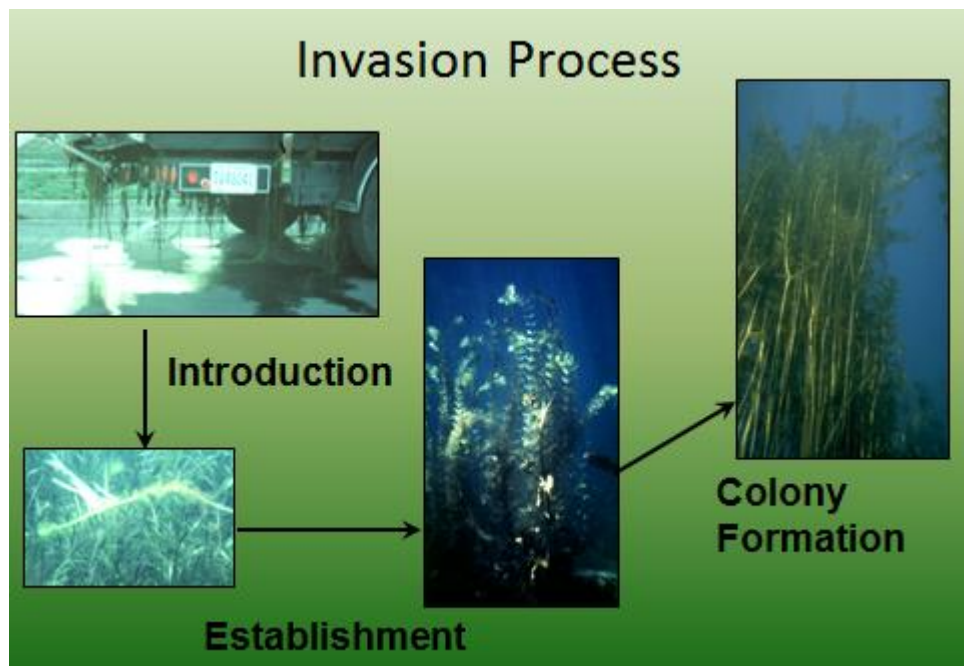 Invasion Process
Introduction
Establishment
Colony
Formation